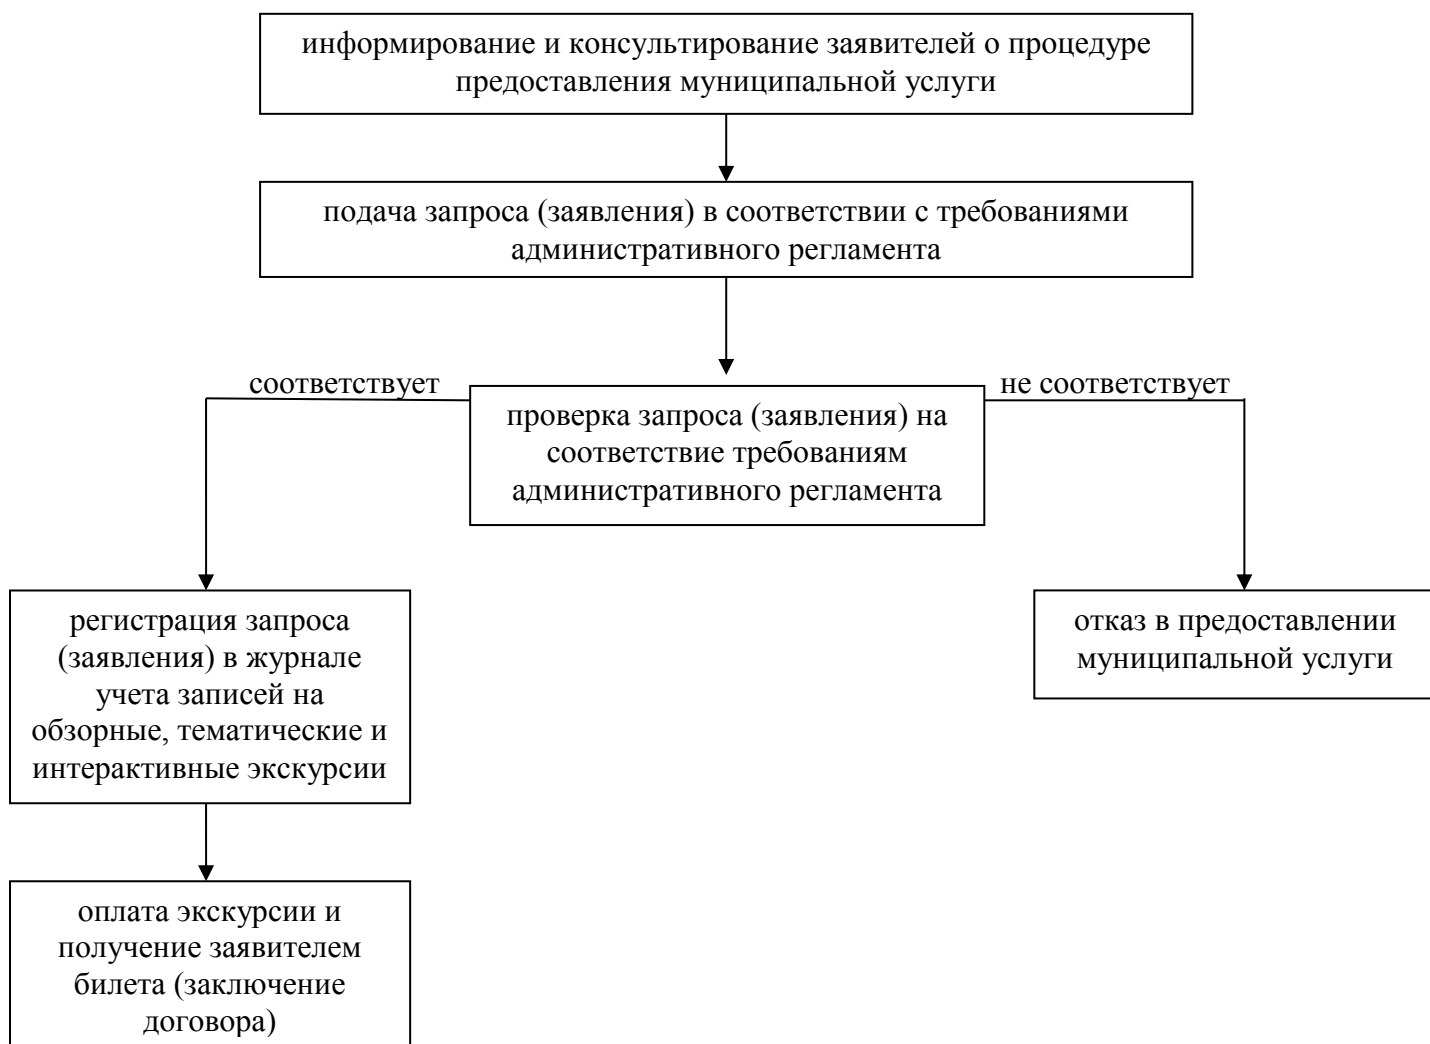 информирование и консультирование заявителей о процедуре
предоставления муниципальной услуги
подача запроса (заявления) в соответствии с требованиями
административного регламента
соответствует
не соответствует
проверка запроса (заявления) на
соответствие требованиям
административного регламента
регистрация запроса
(заявления) в журнале
учета записей на
обзорные, тематические и
интерактивные экскурсии
отказ в предоставлении
муниципальной услуги
оплата экскурсии и
получение заявителем
билета (заключение
договора)